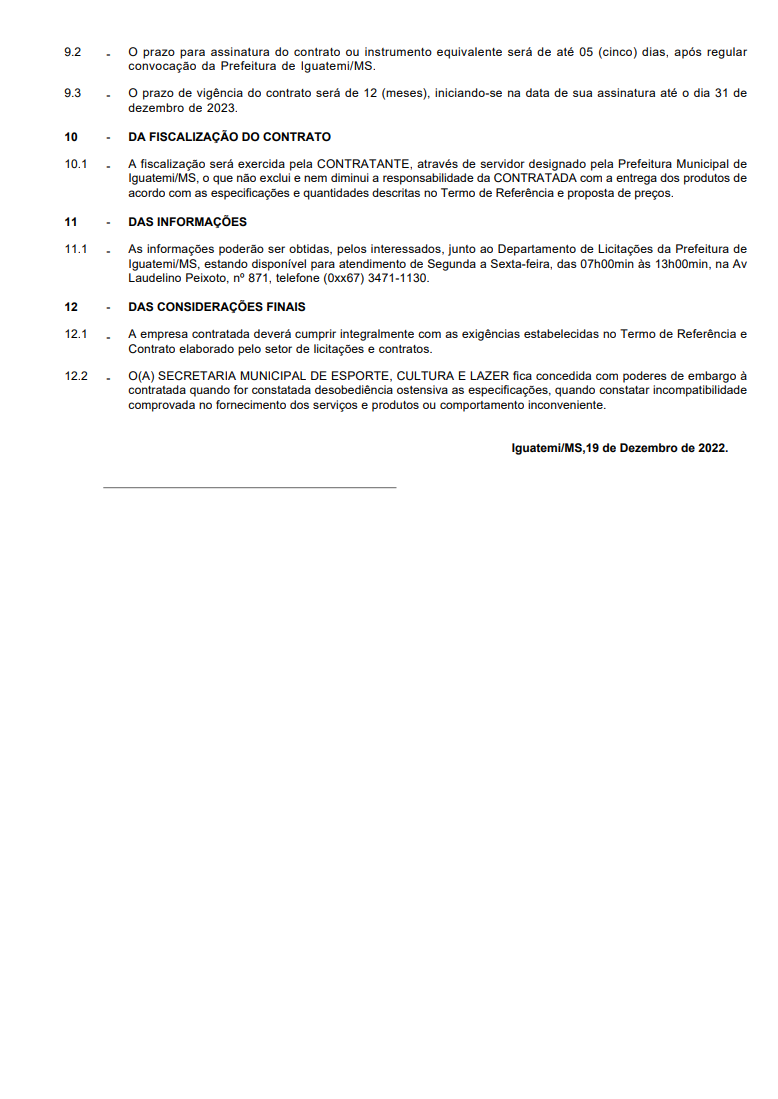 9.2 - O prazo para assinatura do contrato ou instrumento equivalente será de até 05 (cinco) dias, após regular
convocação da Prefeitura de Iguatemi/MS.
9.3 - O prazo de vigência do contrato será de 12 (meses), iniciando-se na data de sua assinatura até o dia 31 de
dezembro de 2023.
10 - DA FISCALIZAÇÃO DO CONTRATO
10.1 - A fiscalização será exercida pela CONTRATANTE, através de servidor designado pela Prefeitura Municipal de
Iguatemi/MS, o que não exclui e nem diminui a responsabilidade da CONTRATADA com a entrega dos produtos de
acordo com as especificações e quantidades descritas no Termo de Referência e proposta de preços.
11 - DAS INFORMAÇÕES
11.1 - As informações poderão ser obtidas, pelos interessados, junto ao Departamento de Licitações da Prefeitura de
Iguatemi/MS, estando disponível para atendimento de Segunda a Sexta-feira, das 07h00min às 13h00min, na Av
Laudelino Peixoto, nº 871, telefone (0xx67) 3471-1130.
12 - DAS CONSIDERAÇÕES FINAIS
12.1 - A empresa contratada deverá cumprir integralmente com as exigências estabelecidas no Termo de Referência e
Contrato elaborado pelo setor de licitações e contratos.
12.2 - O(A) SECRETARIA MUNICIPAL DE ESPORTE, CULTURA E LAZER fica concedida com poderes de embargo à
contratada quando for constatada desobediência ostensiva as especificações, quando constatar incompatibilidade
comprovada no fornecimento dos serviços e produtos ou comportamento inconveniente.
Iguatemi/MS,19 de Dezembro de 2022.